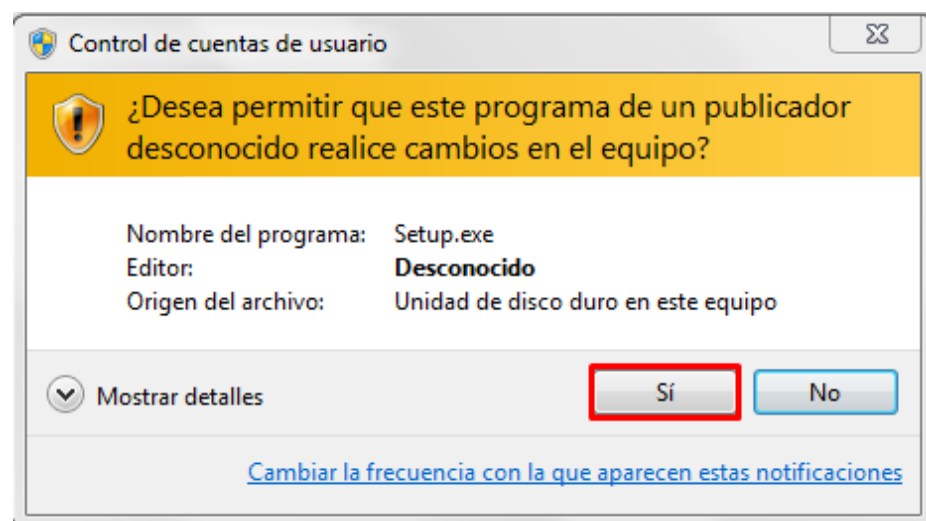 Control de cuentas de usuario
¿Desea permitir que este programa de un publicador
desconocido realice cambios en el equipo?
Nombre del programa: Setup.exe
Editor: Desconocido
Origen del archivo: Unidad de disco duro en este equipo
Mostrar detalles Sí No
Cambiar la frecuencia con la que aparecen estas notificaciones